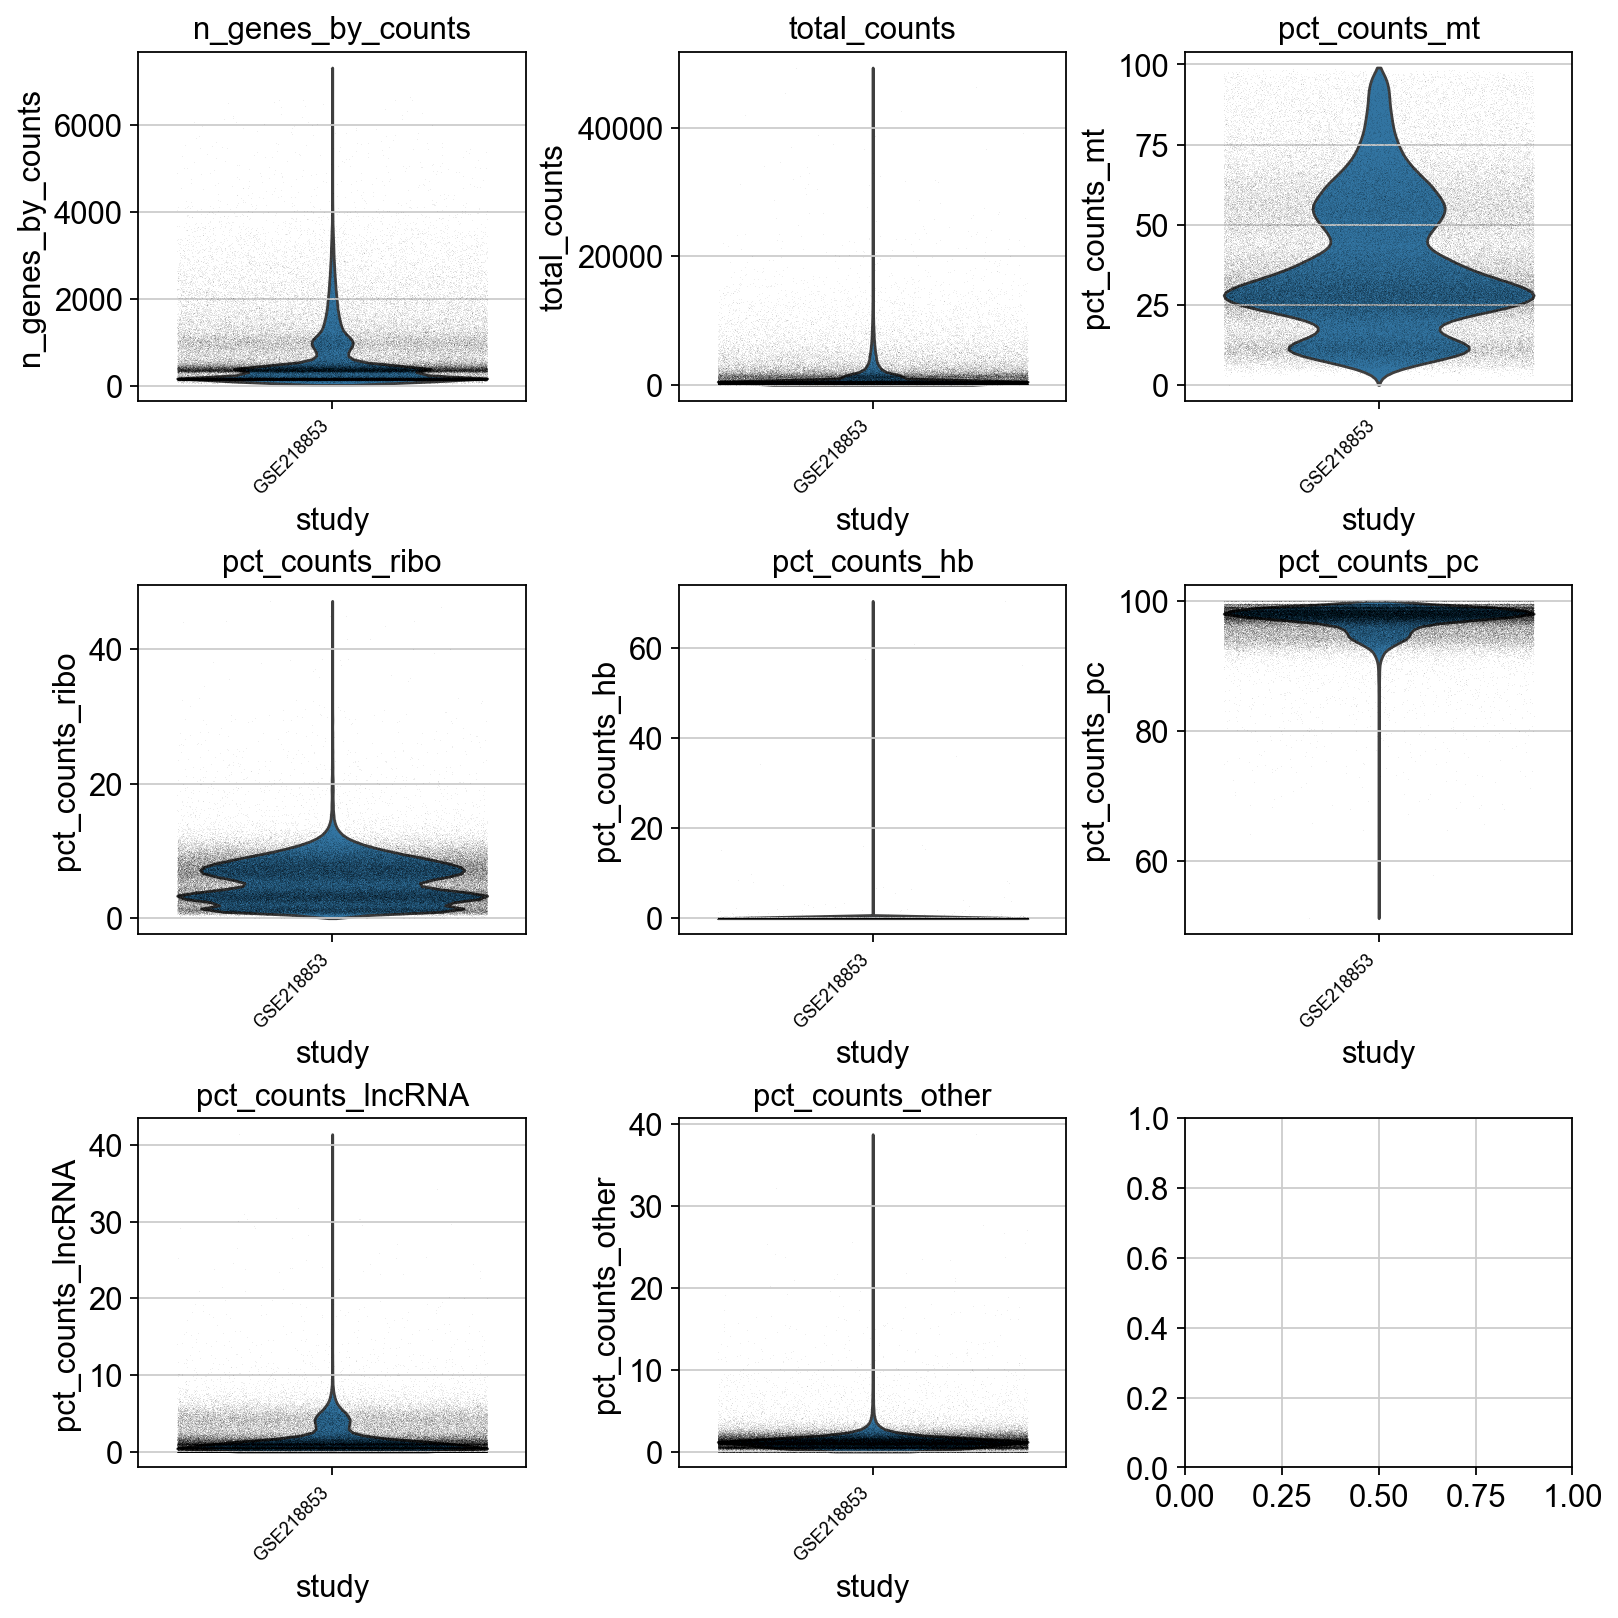 n_genes_by_counts
n_genes_by_counts
6000
4000
2000
0
GSE218853
study
total_counts
total_counts
40000
20000
0
GSE218853
study
pct_counts_mt
pct_counts_mt
100
75
50
25
0
GSE218853
study
pct_counts_ribo
pct_counts_ribo
40
20
0
GSE218853
study
pct_counts_hb
pct_counts_hb
60
40
20
0
GSE218853
study
pct_counts_pc
pct_counts_pc
100
80
60
GSE218853
study
pct_counts_lncRNA
pct_counts_lncRNA
40
30
20
10
0
GSE218853
study
pct_counts_other
pct_counts_other
40
30
20
10
0
GSE218853
study
1.0
0.8
0.6
0.4
0.2
0.0
0.00 0.25 0.50 0.75 1.00